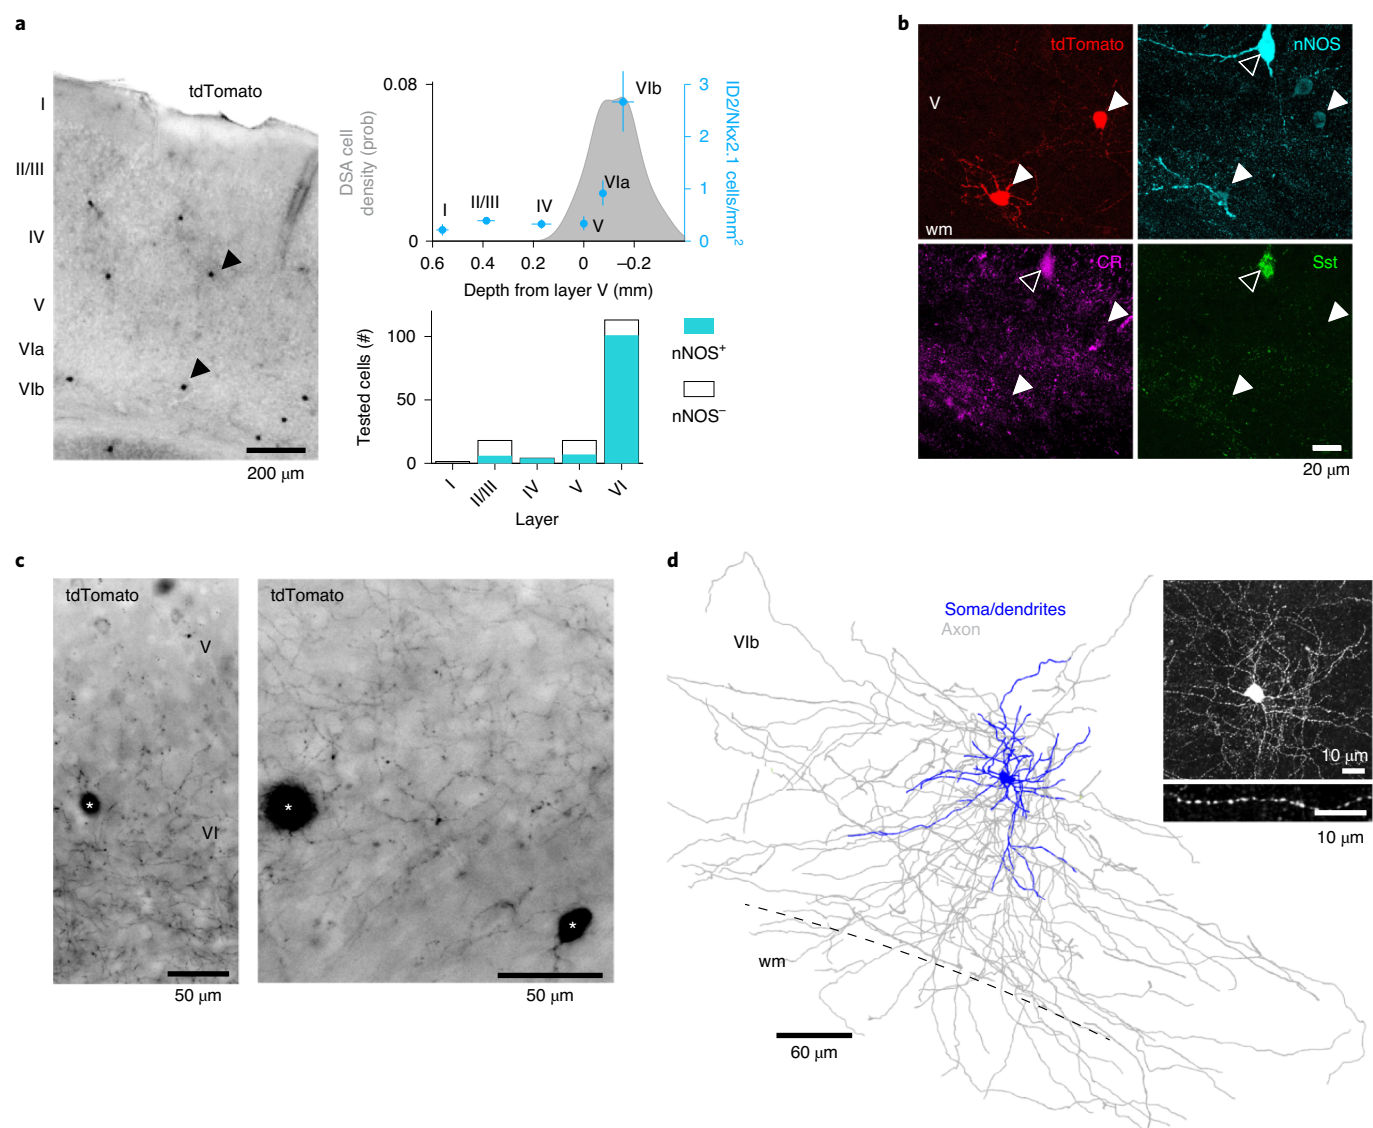 a
tdTomato
I
II/III
IV
V
VIa
VIb
200 μm
0.08
0
DSA cell
density (prob)
3
2
1
0
ID2/Nkx2.1 cells/mm²
I
II/III
IV
V
VIa
VIb
0.6
0.4
0.2
0
–0.2
Depth from layer V (mm)
100
50
0
Tested cells (#)
I
II/III
IV
V
VI
Layer
nNOS⁺
nNOS⁻
b
tdTomato
V
wm
nNOS
CR
Sst
20 μm
c
tdTomato
V
*
VI
50 μm
tdTomato
*
*
50 μm
d
Soma/dendrites
Axon
VIb
wm
60 μm
10 μm
10 μm